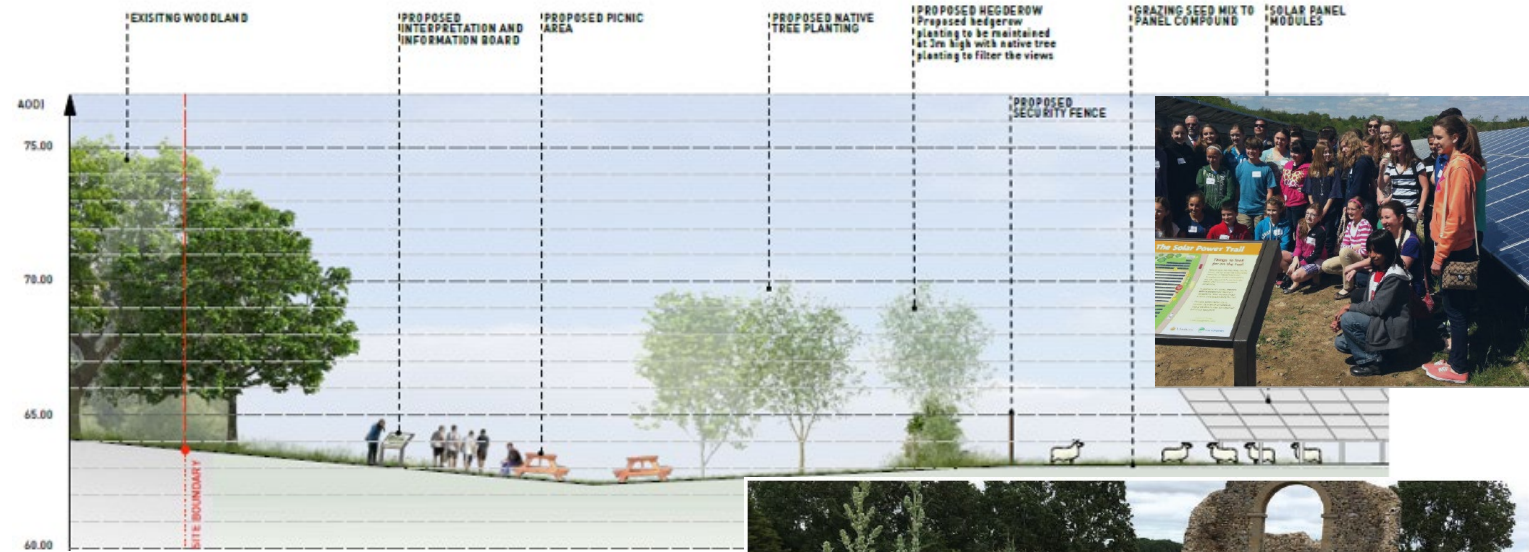 EXISITNG WOODLAND
PROPOSED
INTERPRETATION AND
INFORMATION BOARD
PROPOSED PICNIC
AREA
PROPOSED NATIVE
TREE PLANTING
PROPOSED HEGDEROW
Proposed hedgerow
planting to be maintained
at 3m high with native tree
planting to filter the views
GRAZING SEED MIX TO
PANEL COMPOUND
SOLAR PANEL
MODULES
PROPOSED
SECURITY FENCE
75.00
70.00
65.00
60.00
SITE BOUNDARY
The Solar Power Trail